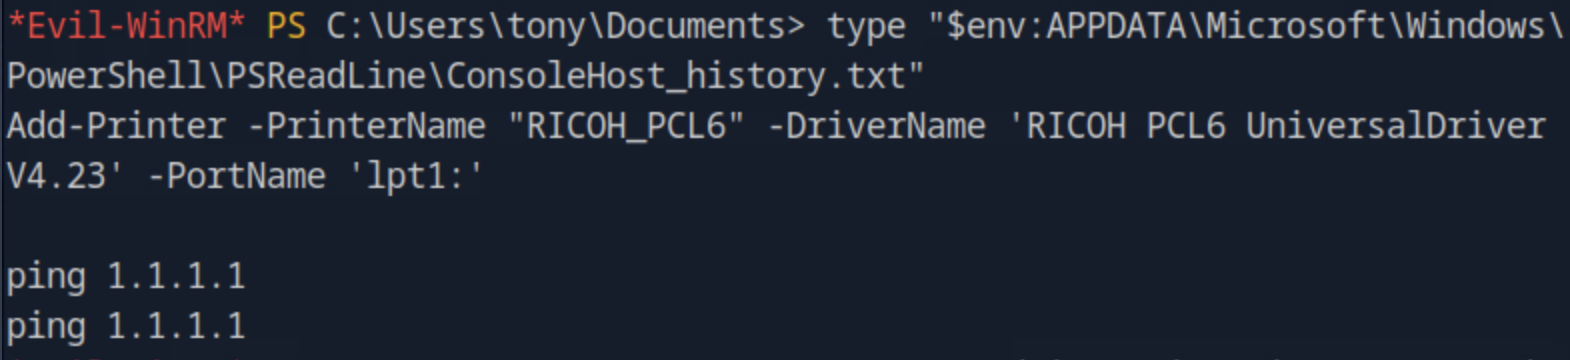 *Evil-WinRM* PS C:\Users\tony\Documents> type "$env:APPDATA\Microsoft\Windows\
PowerShell\PSReadLine\ConsoleHost_history.txt"
Add-Printer -PrinterName "RICOH_PCL6" -DriverName 'RICOH PCL6 UniversalDriver
V4.23' -PortName 'lpt1:'
ping 1.1.1.1
ping 1.1.1.1